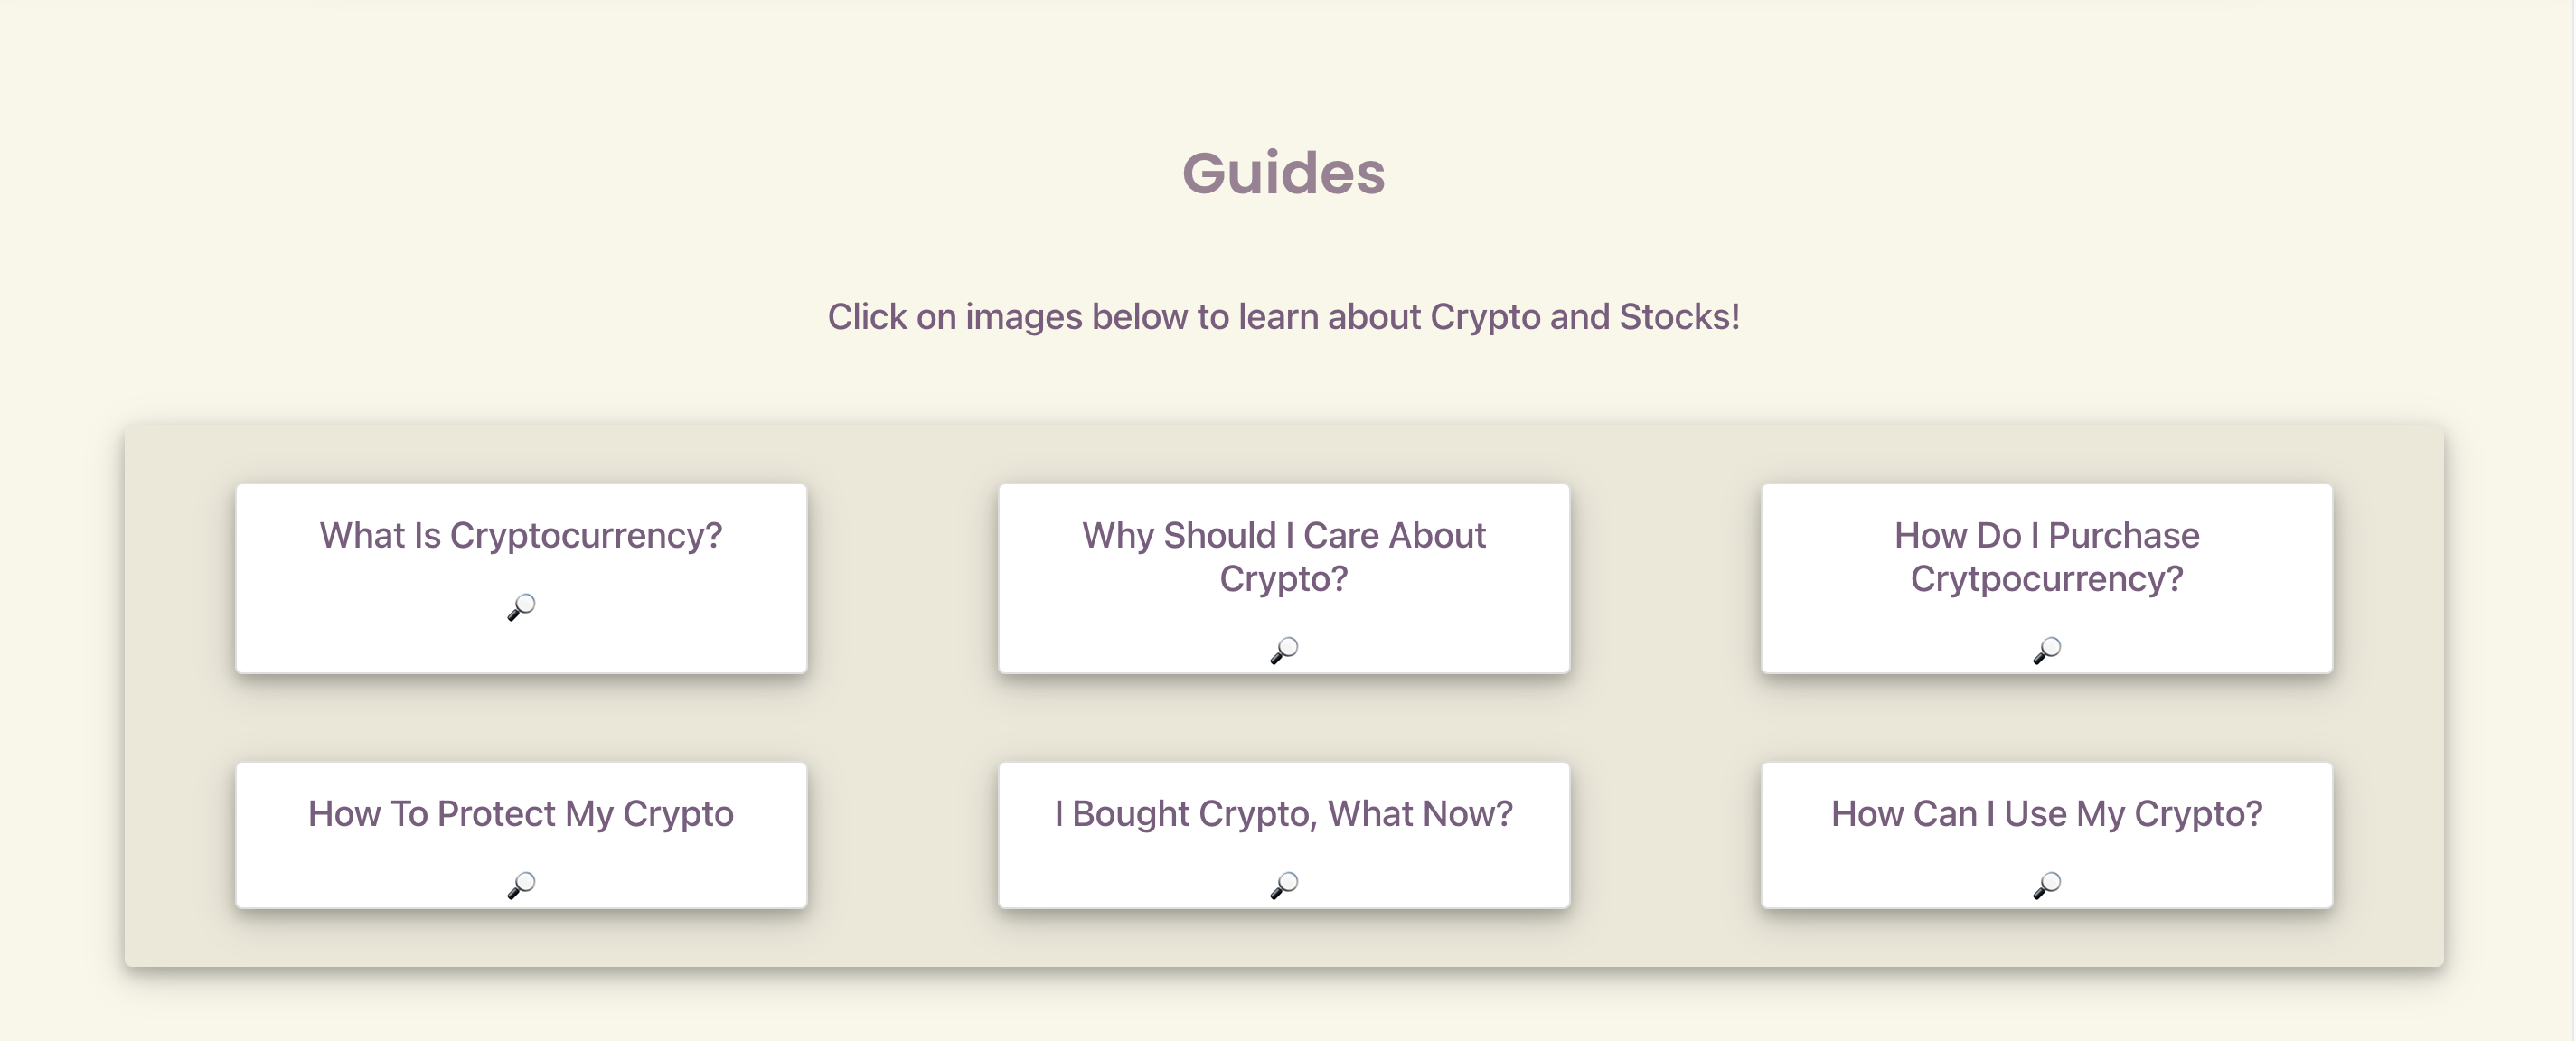 Guides
Click on images below to learn about Crypto and Stocks!
What Is Cryptocurrency?
Why Should I Care About
Crypto?
How Do I Purchase
Crytpocurrency?
How To Protect My Crypto
I Bought Crypto, What Now?
How Can I Use My Crypto?